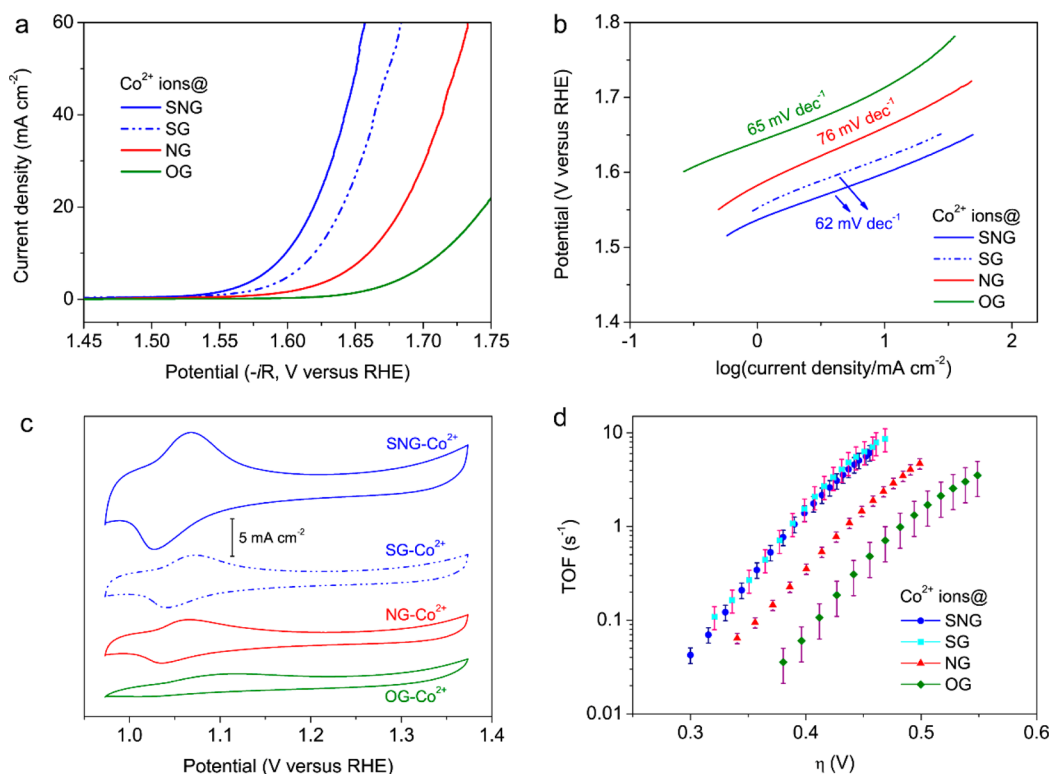 a
Current density (mA cm⁻²)
60
40
20
0
Co²⁺ ions@
SNG
SG
NG
OG
1.45 1.50 1.55 1.60 1.65 1.70 1.75
Potential (-iR, V versus RHE)
b
Potential (V versus RHE)
1.8
1.7
1.6
1.5
1.4
65 mV dec⁻¹
76 mV dec⁻¹
62 mV dec⁻¹
Co²⁺ ions@
SNG
SG
NG
OG
-1 0 1 2
log(current density/mA cm⁻²)
c
SNG-Co²⁺
5 mA cm⁻²
SG-Co²⁺
NG-Co²⁺
OG-Co²⁺
1.0 1.1 1.2 1.3 1.4
Potential (V versus RHE)
d
TOF (s⁻¹)
10
1
0.1
0.01
Co²⁺ ions@
SNG
SG
NG
OG
0.3 0.4 0.5 0.6
η (V)